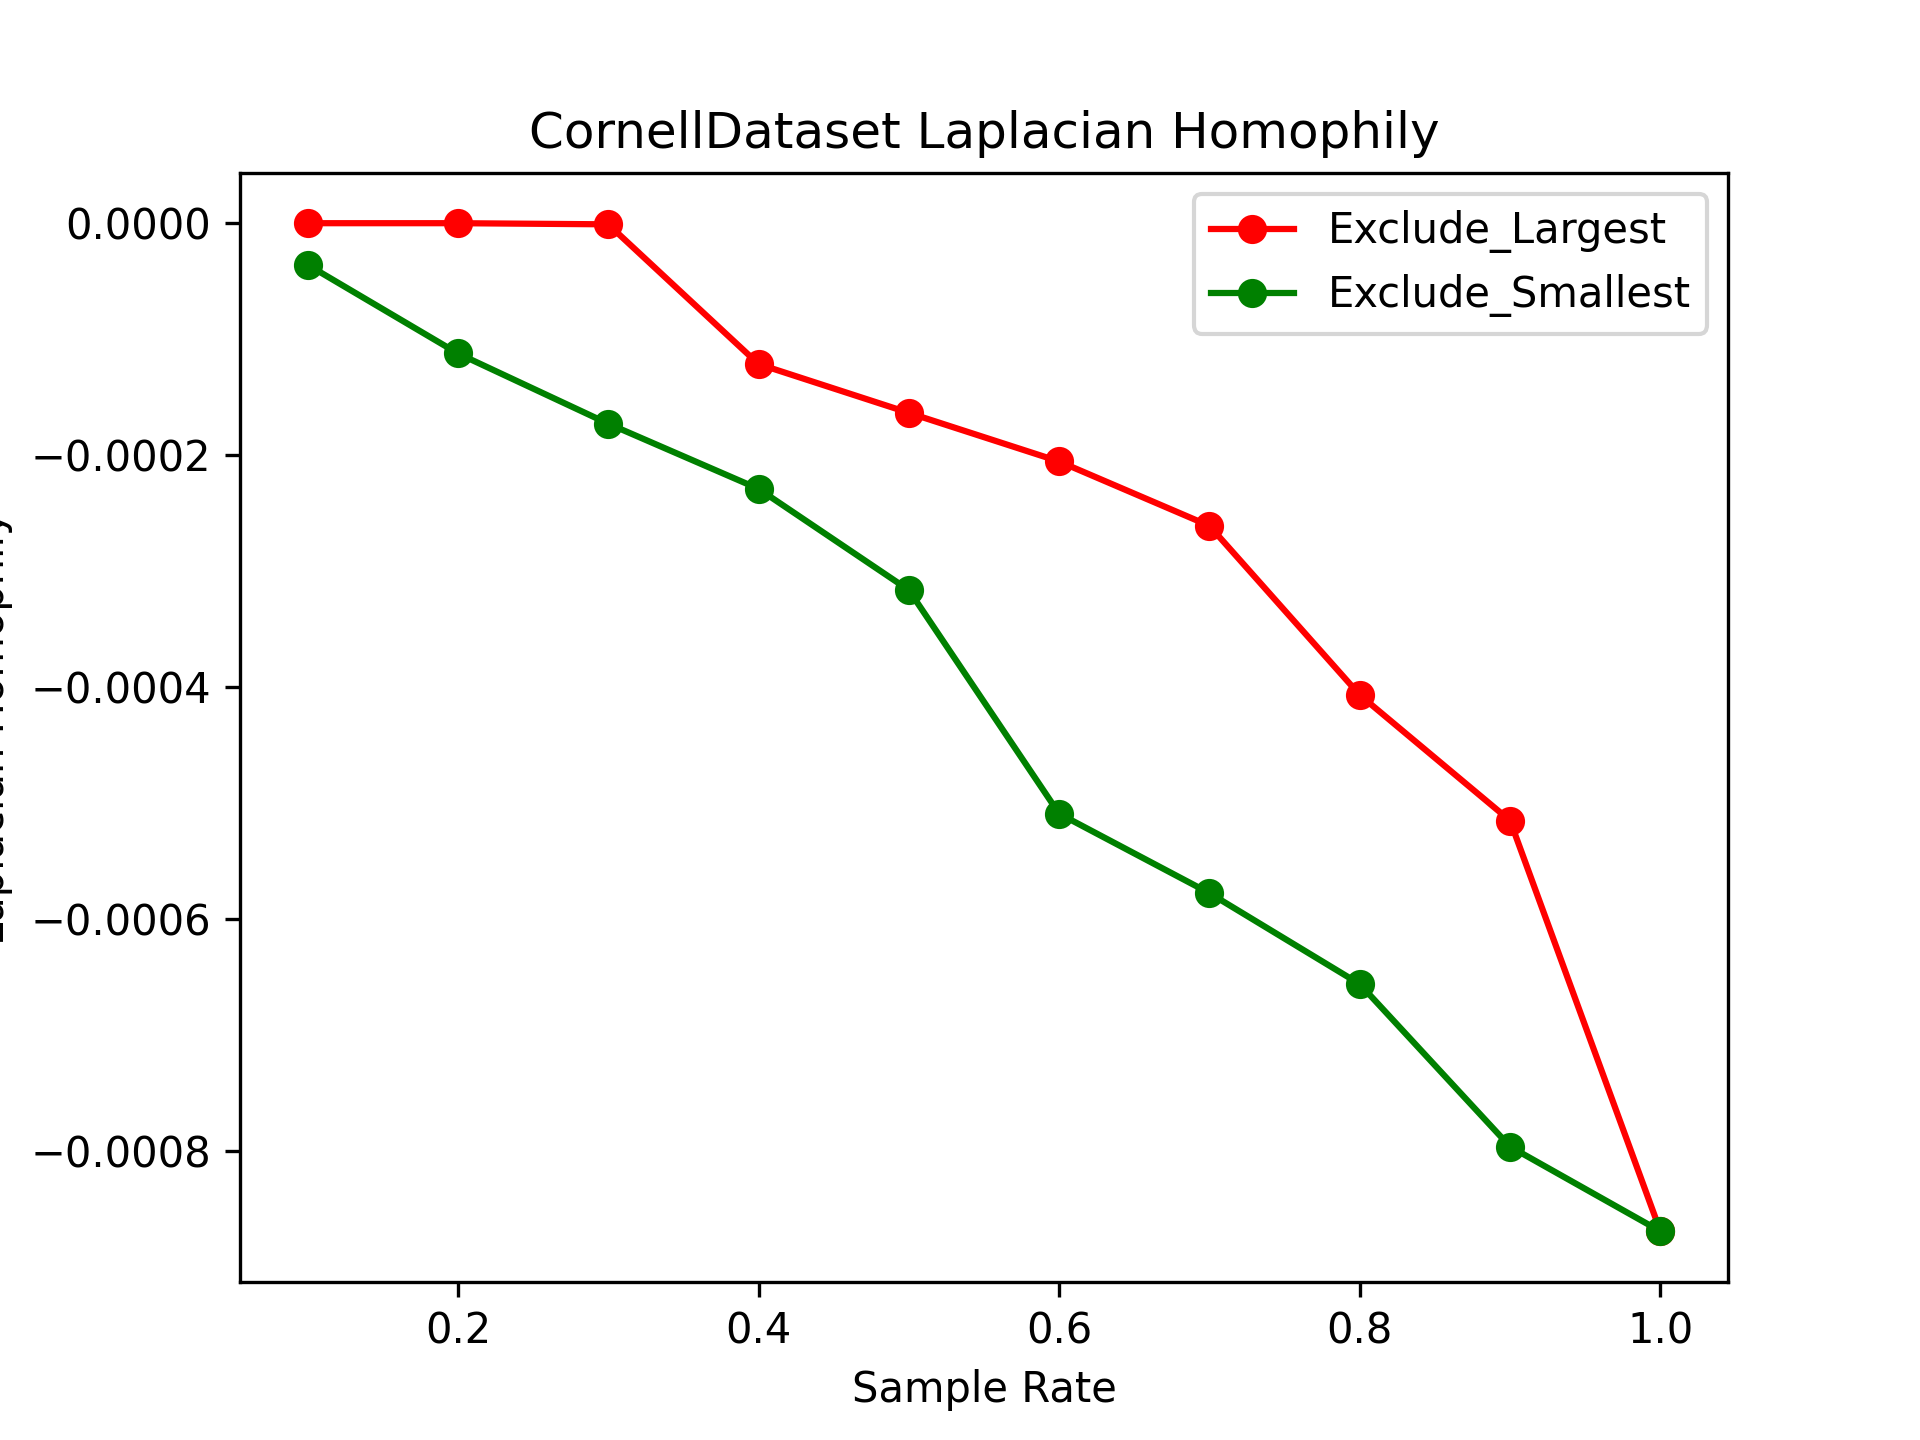 CornellDataset Laplacian Homophily
Exclude_Largest
Exclude_Smallest
0.0000
−0.0002
−0.0004
−0.0006
−0.0008
0.2 0.4 0.6 0.8 1.0
Sample Rate